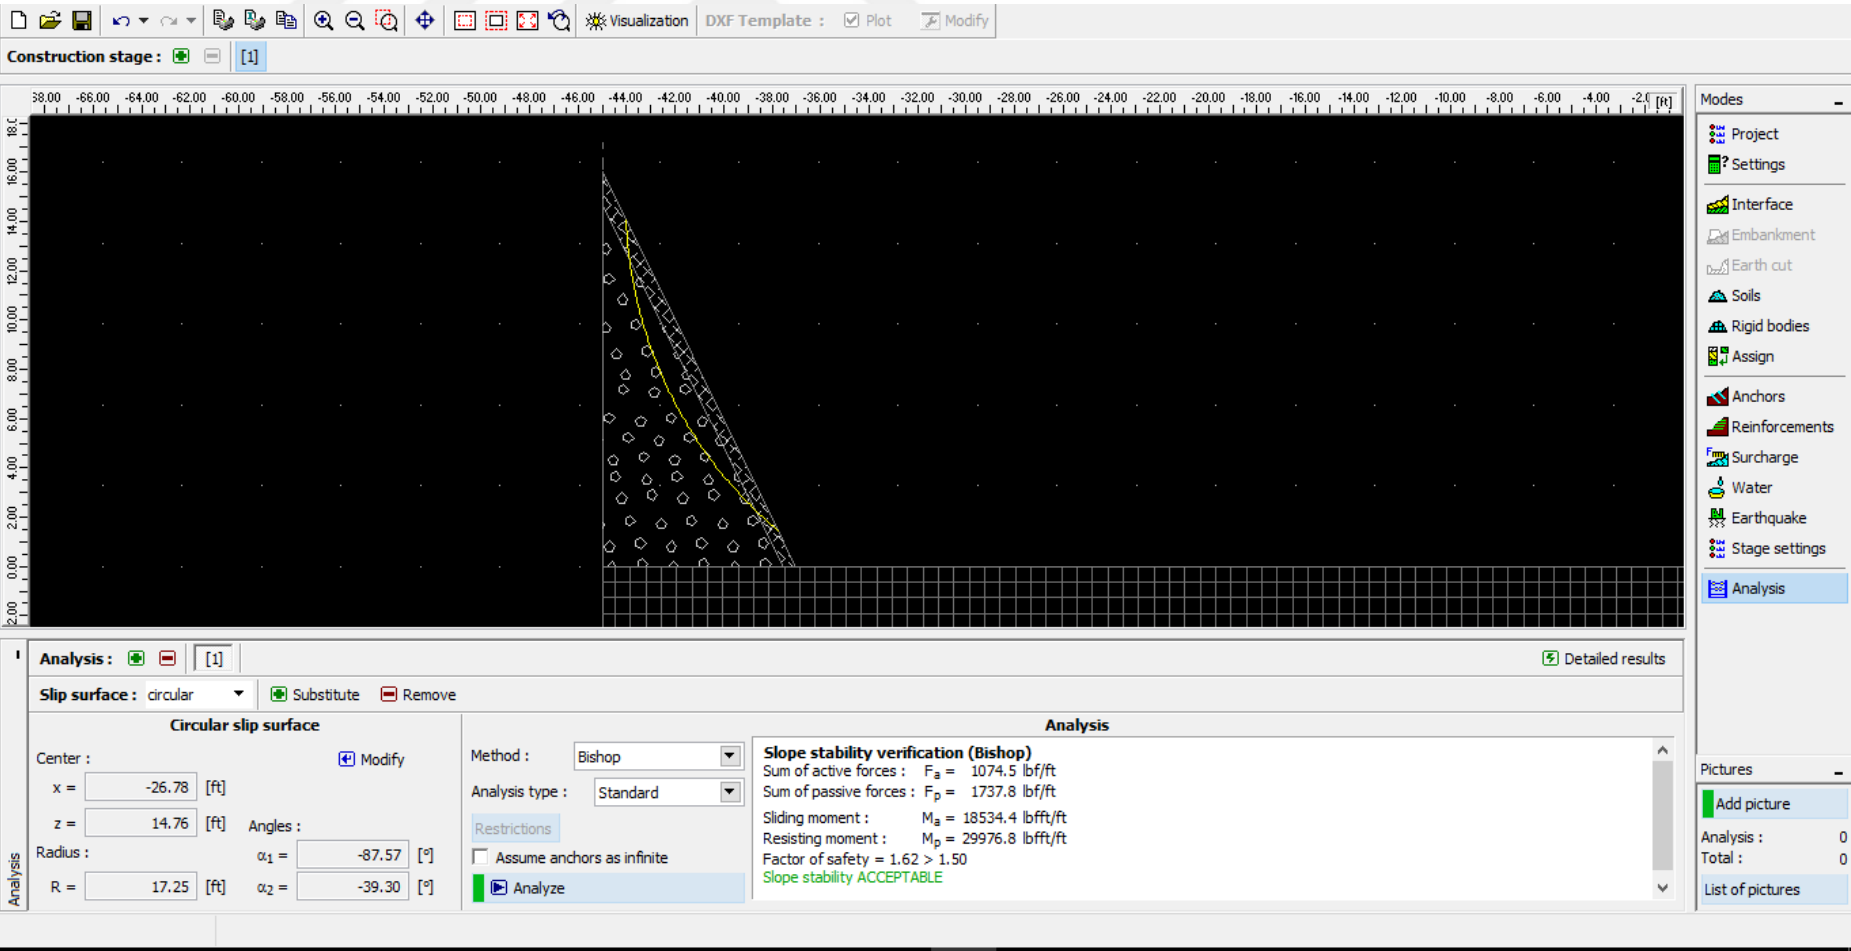 Visualization DXF Template : Plot Modify
Construction stage : [1]
58.00 -66.00 -64.00 -62.00 -60.00 -58.00 -56.00 -54.00 -52.00 -50.00 -48.00 -46.00 -44.00 -42.00 -40.00 -38.00 -36.00 -34.00 -32.00 -30.00 -28.00 -26.00 -24.00 -22.00 -20.00 -18.00 -16.00 -14.00 -12.00 -10.00 -8.00 -6.00 -4.00 -2.0 [ft]
18.0
16.00
14.00
12.00
10.00
8.00
6.00
4.00
2.00
0.00
2.00
Modes
Project
Settings
Interface
Embankment
Earth cut
Soils
Rigid bodies
Assign
Anchors
Reinforcements
Surcharge
Water
Earthquake
Stage settings
Analysis
Analysis : [1] Detailed results
Slip surface : circular Substitute Remove
Analysis
Circular slip surface
Center : Modify
x = -26.78 [ft]
z = 14.76 [ft] Angles :
Radius : α1 = -87.57 [°]
R = 17.25 [ft] α2 = -39.30 [°]
Method : Bishop
Analysis type : Standard
Restrictions
Assume anchors as infinite
Analyze
Analysis
Slope stability verification (Bishop)
Sum of active forces : Fa = 1074.5 lbf/ft
Sum of passive forces : Fp = 1737.8 lbf/ft
Sliding moment : Ma = 18534.4 lbfft/ft
Resisting moment : Mp = 29976.8 lbfft/ft
Factor of safety = 1.62 > 1.50
Slope stability ACCEPTABLE
Pictures
Add picture
Analysis : 0
Total : 0
List of pictures